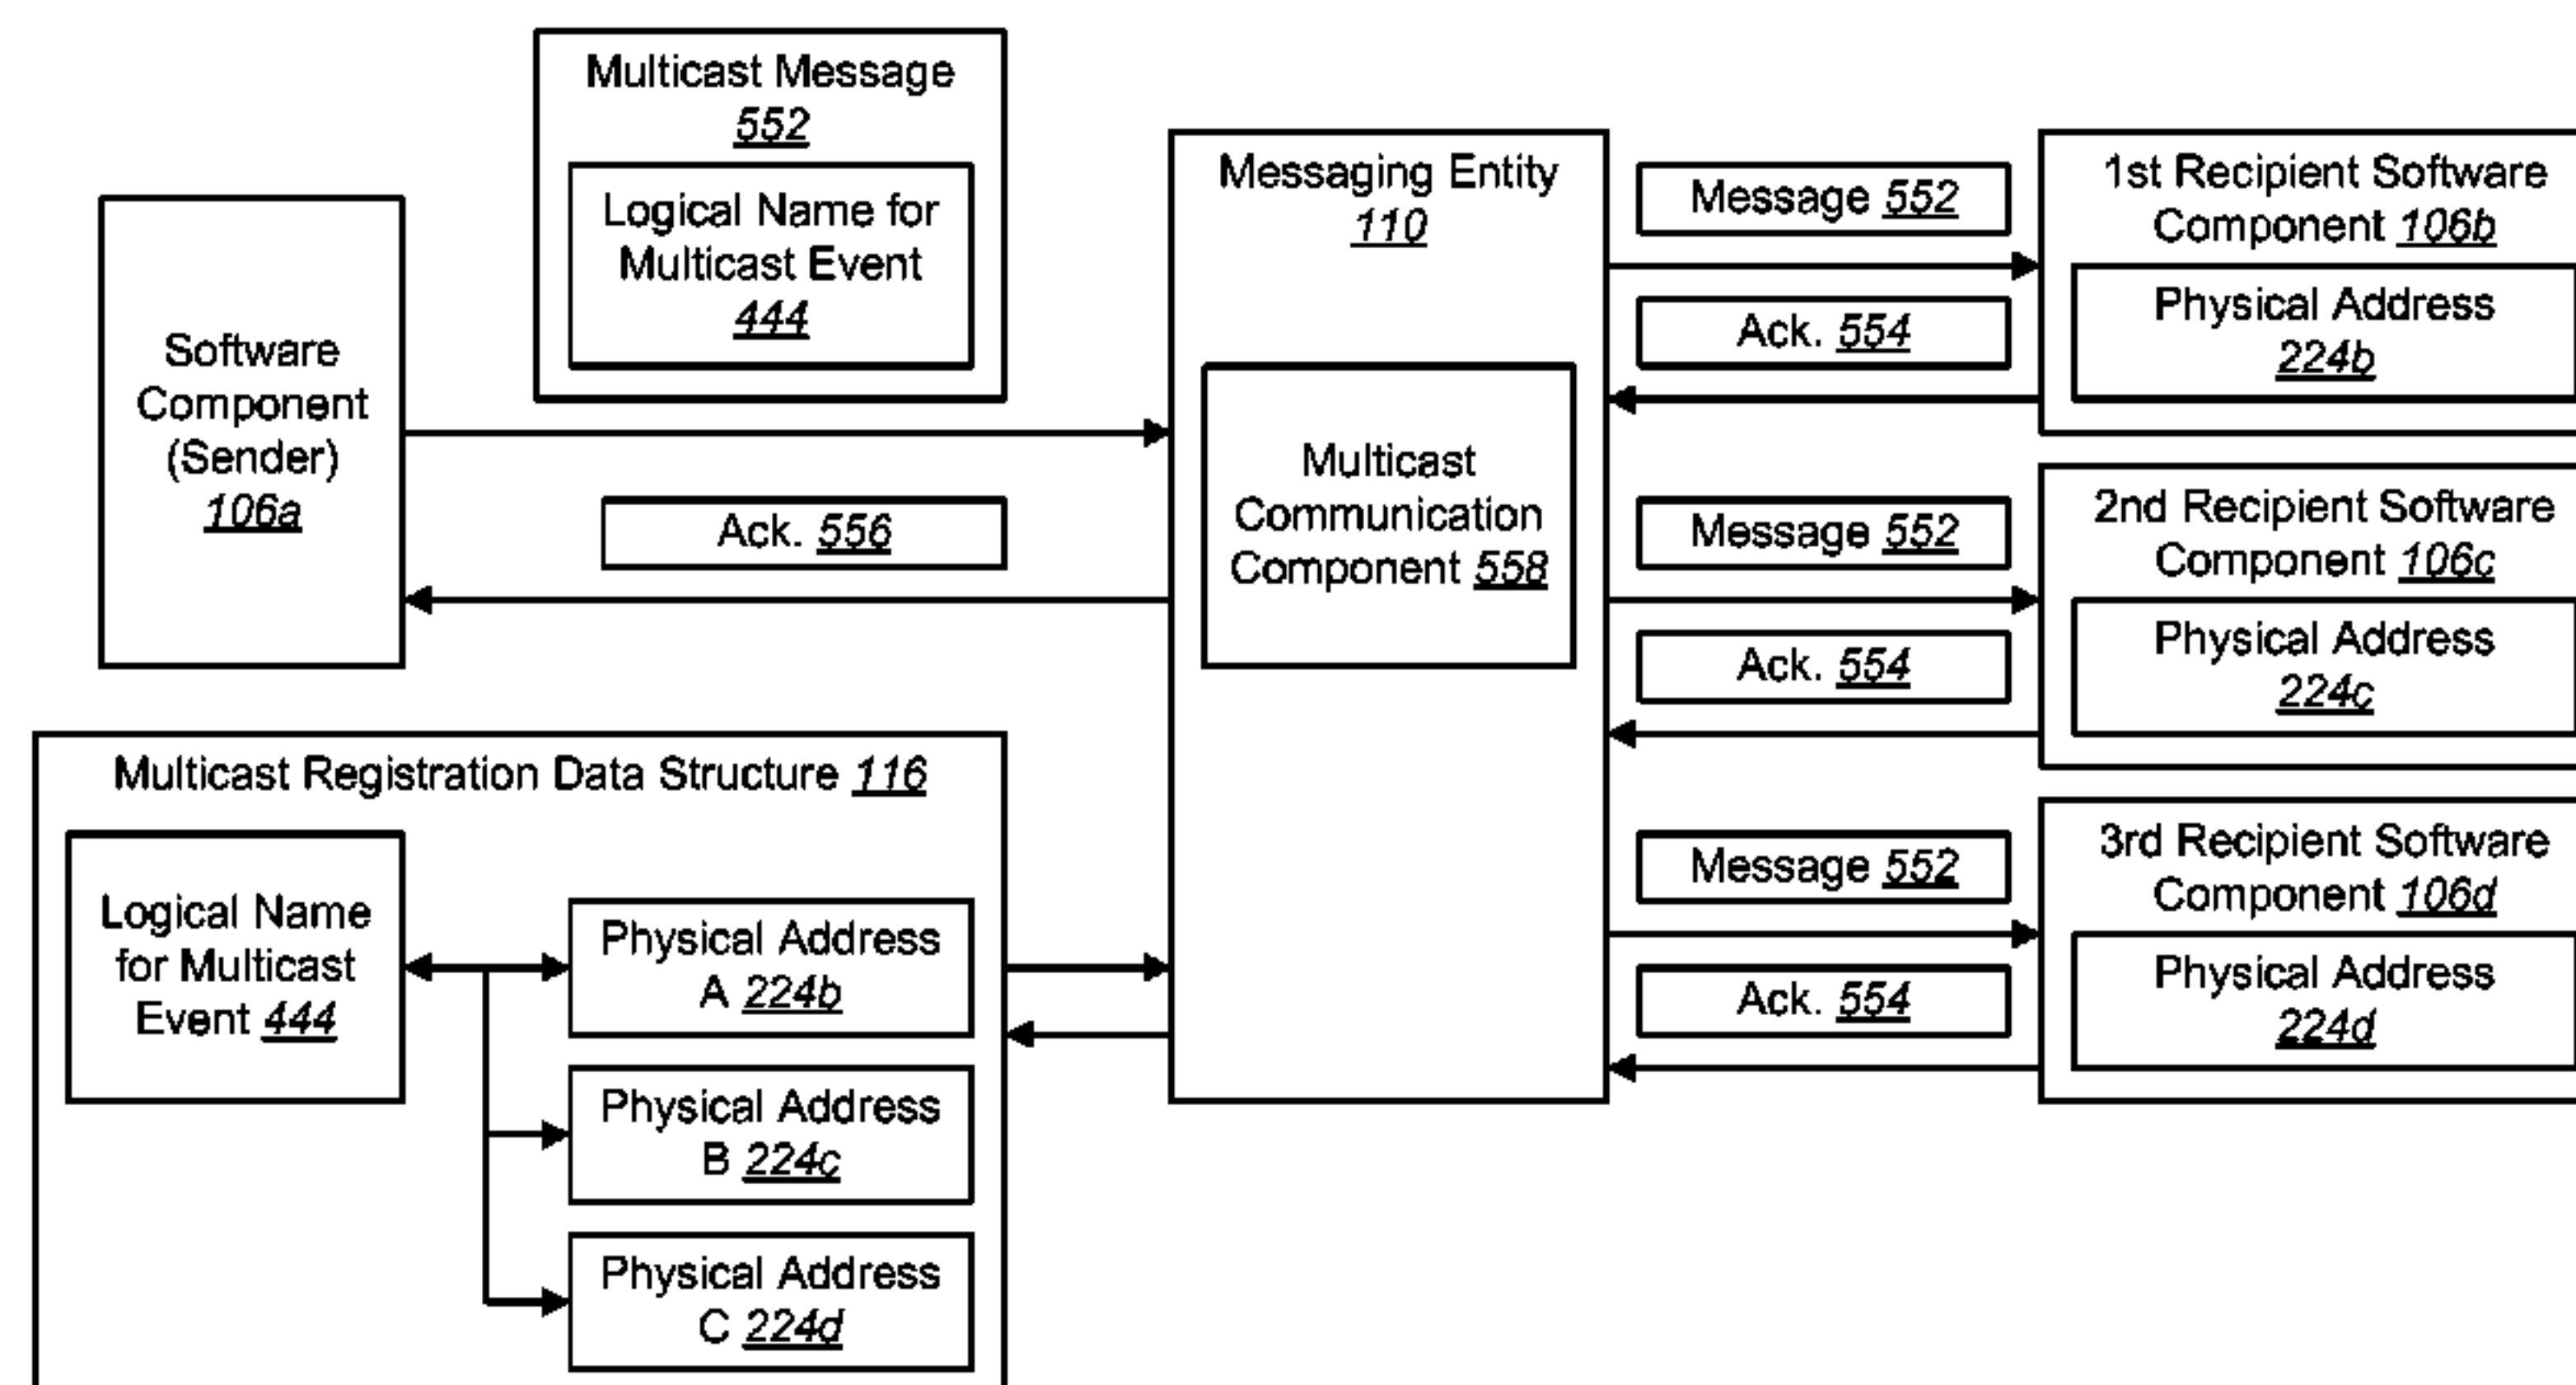 Multicast Message
552
Logical Name for
Multicast Event
444
Software
Component
(Sender)
106a
Ack. 556
Messaging Entity
110
Multicast
Communication
Component 558
Message 552
Ack. 554
Message 552
Ack. 554
Message 552
Ack. 554
1st Recipient Software
Component 106b
Physical Address
224b
2nd Recipient Software
Component 106c
Physical Address
224c
3rd Recipient Software
Component 106d
Physical Address
224d
Multicast Registration Data Structure 116
Logical Name
for Multicast
Event 444
Physical Address
A 224b
Physical Address
B 224c
Physical Address
C 224d